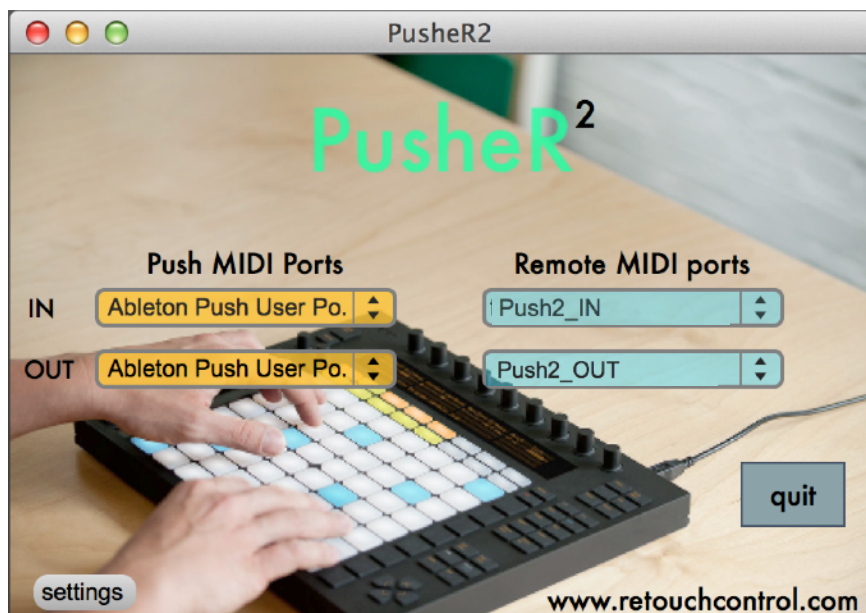 PusheR2
PusheR2
Push MIDI Ports
Remote MIDI ports
IN
Ableton Push User Po.
Push2_IN
OUT
Ableton Push User Po.
Push2_OUT
quit
settings
www.retouchcontrol.com